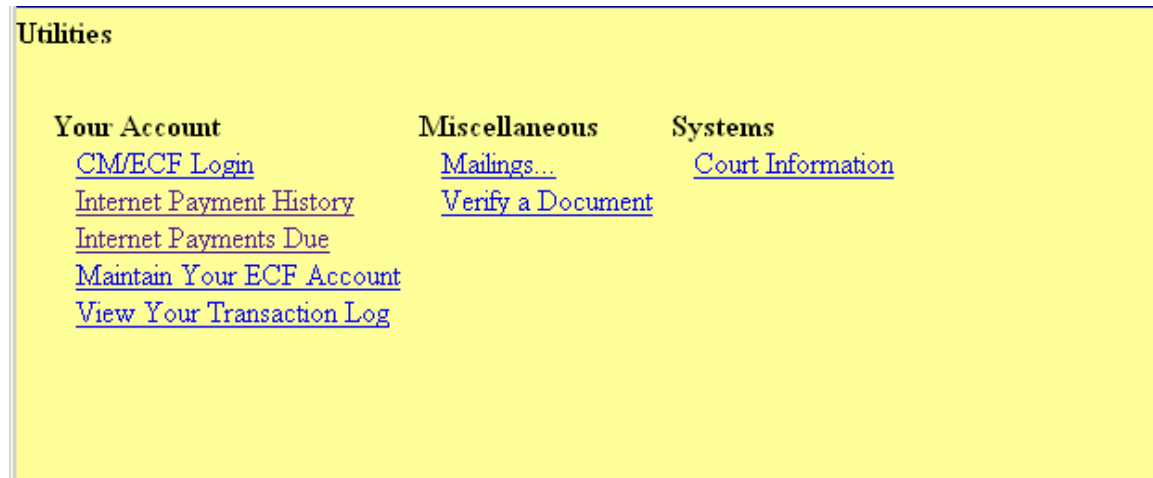 Utilities
Your Account
CM/ECF Login
Internet Payment History
Internet Payments Due
Maintain Your ECF Account
View Your Transaction Log
Miscellaneous
Mailings...
Verify a Document
Systems
Court Information